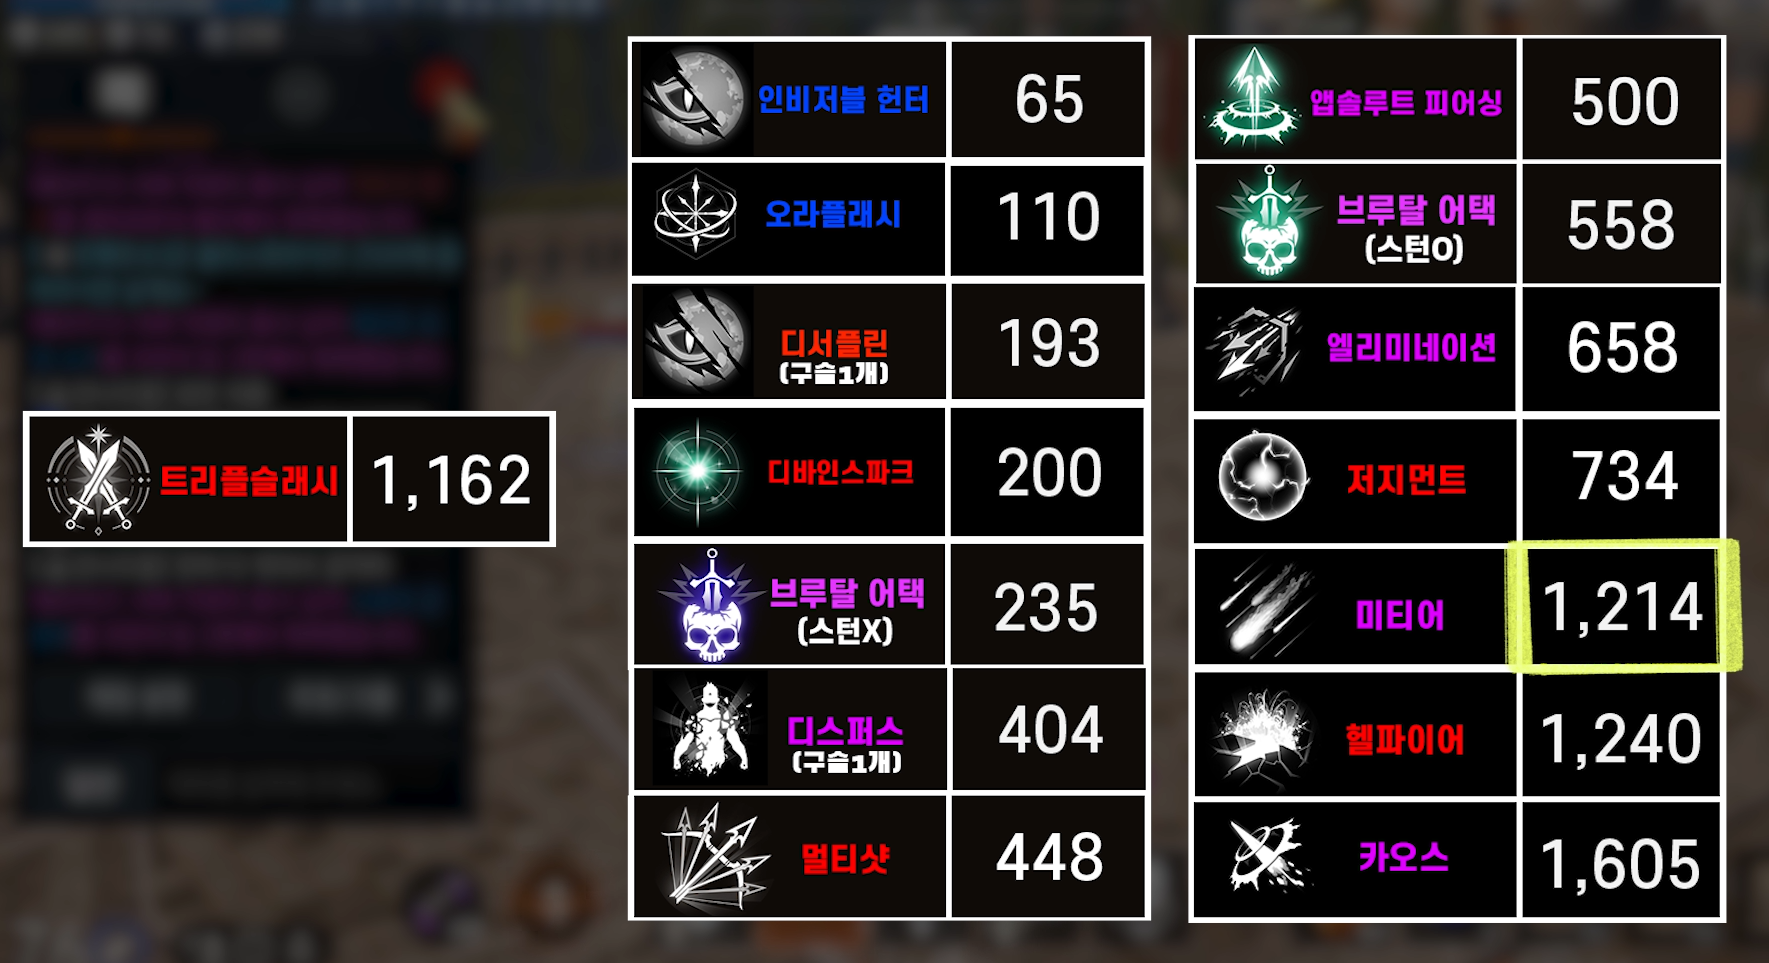 트리플슬래시 1,162
인비저블 헌터 65
오라플래시 110
디서플린 193
(구슬1개)
디바인스파크 200
브루탈 어택 235
(스턴X)
디스퍼스 404
(구슬1개)
멀티샷 448
앱솔루트 피어싱 500
브루탈 어택 558
(스턴O)
엘리미네이션 658
저지먼트 734
미티어 1,214
헬파이어 1,240
카오스 1,605